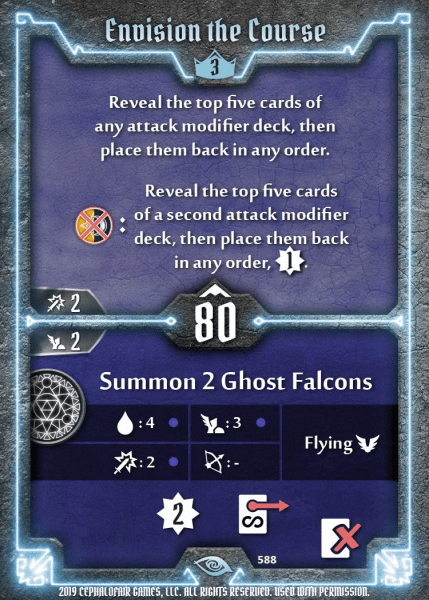 Envision the Course
3
Reveal the top five cards of
any attack modifier deck, then
place them back in any order.
Reveal the top five cards
: of a second attack modifier
deck, then place them back
in any order, 1.
2
80
2
Summon 2 Ghost Falcons
: 4
: 3
Flying
: 2
: -
2
588
2019 CEPHALOFAIR GAMES, LLC. ALL RIGHTS RESERVED. USED WITH PERMISSION.